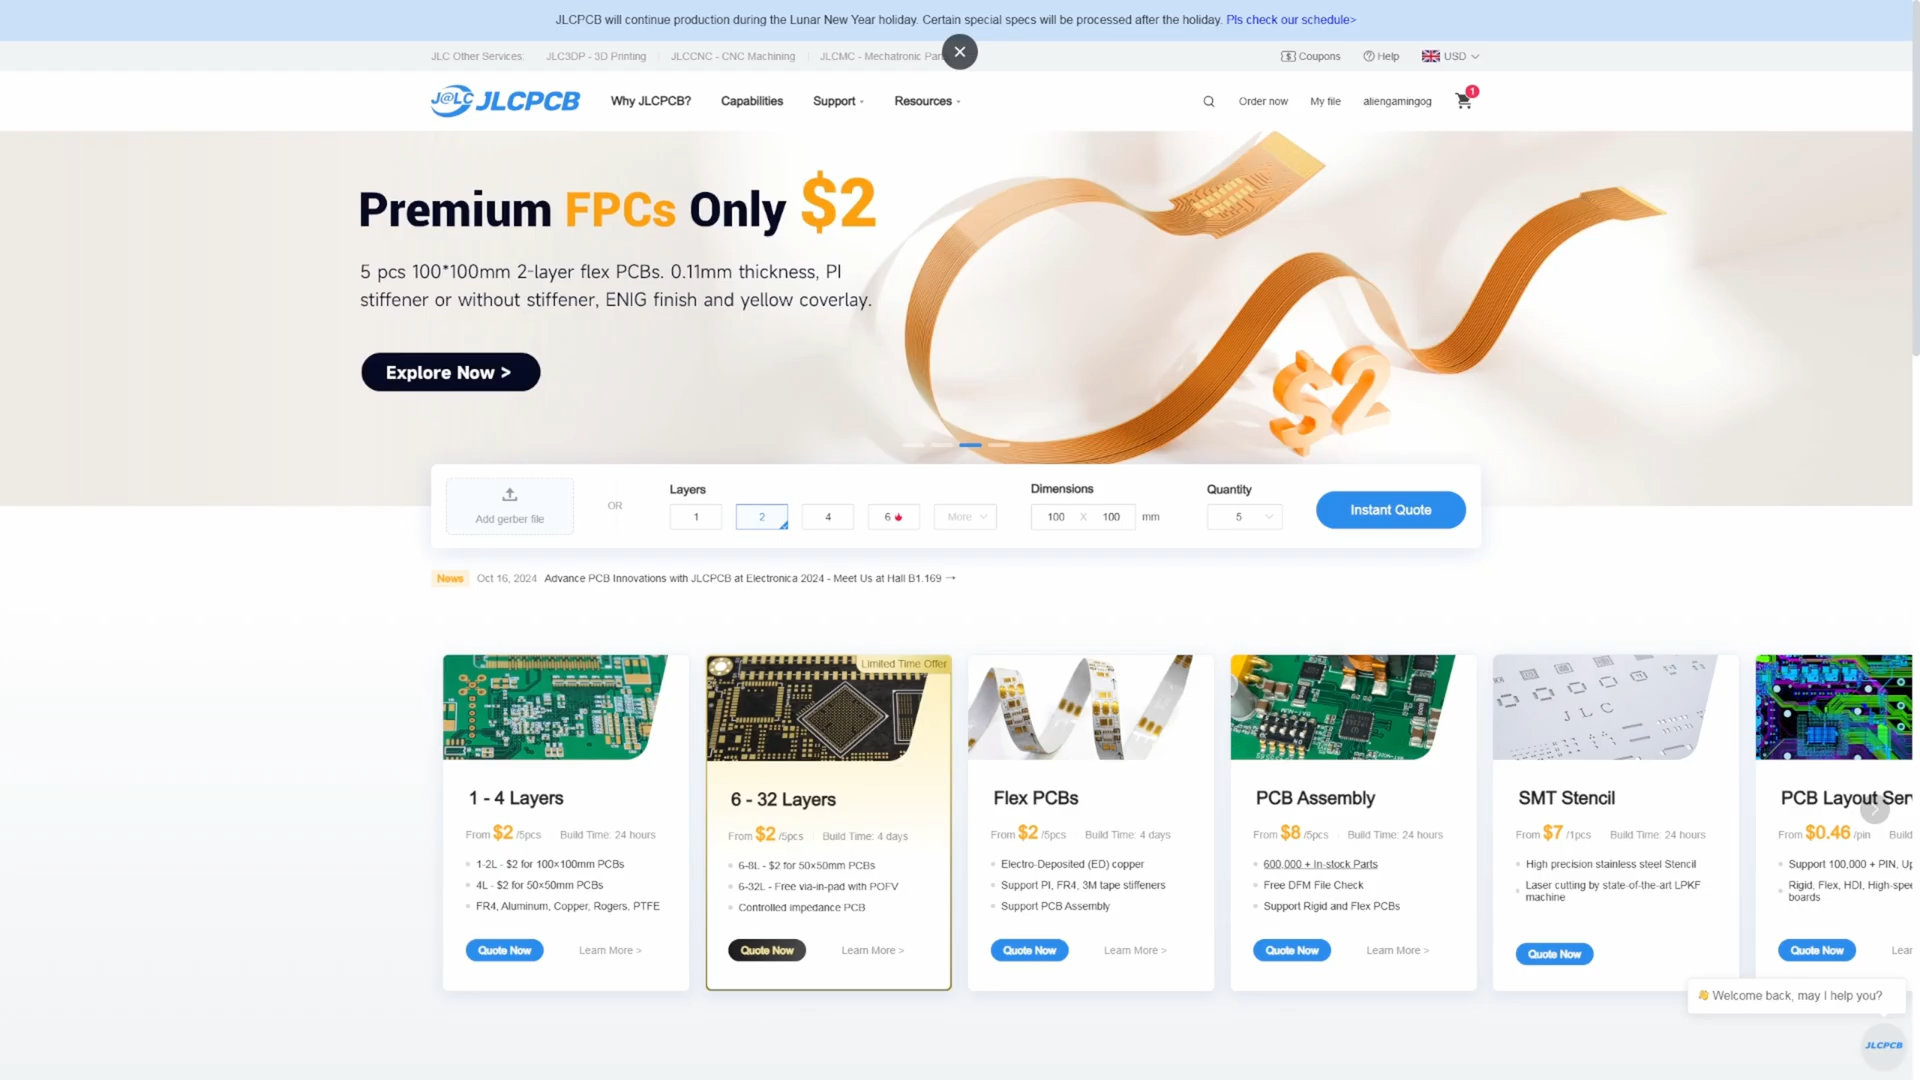 JLCPCB will continue production during the Lunar New Year holiday. Certain special specs will be processed after the holiday. Pls check our schedule>
JLC Other Services: JLC3DP - 3D Printing JLCCNC - CNC Machining JLCMC - Mechatronic Par
Coupons Help USD
J@LC JLCPCB Why JLCPCB? Capabilities Support Resources Order now My file aliengamingog 1
Premium FPCs Only $2
5 pcs 100*100mm 2-layer flex PCBs. 0.11mm thickness, PI
stiffener or without stiffener, ENIG finish and yellow coverlay.
Explore Now >
$2
Layers Dimensions Quantity
Add gerber file OR 1 2 4 6 More 100 X 100 mm 5 Instant Quote
News Oct 16, 2024 Advance PCB Innovations with JLCPCB at Electronica 2024 - Meet Us at Hall B1.169 →
1 - 4 Layers
From $2 /5pcs Build Time: 24 hours
1-2L - $2 for 100×100mm PCBs
4L - $2 for 50×50mm PCBs
FR4, Aluminum, Copper, Rogers, PTFE
Quote Now Learn More >
Limited Time Offer
6 - 32 Layers
From $2 /5pcs Build Time: 4 days
6-8L - $2 for 50×50mm PCBs
6-32L - Free via-in-pad with POFV
Controlled impedance PCB
Quote Now Learn More >
Flex PCBs
From $2 /5pcs Build Time: 4 days
Electro-Deposited (ED) copper
Support PI, FR4, 3M tape stiffeners
Support PCB Assembly
Quote Now Learn More >
PCB Assembly
From $8 /5pcs Build Time: 24 hours
600,000 + In-stock Parts
Free DFM File Check
Support Rigid and Flex PCBs
Quote Now Learn More >
JLC
SMT Stencil
From $7 /1pcs Build Time: 24 hours
High precision stainless steel Stencil
Laser cutting by state-of-the-art LPKF
machine
Quote Now
PCB Layout Ser
From $0.46 /pin Build
Support 100,000 + PIN, Up
Rigid, Flex, HDI, High-spe
boards
Quote Now Lear
Welcome back, may I help you?
JLCPCB